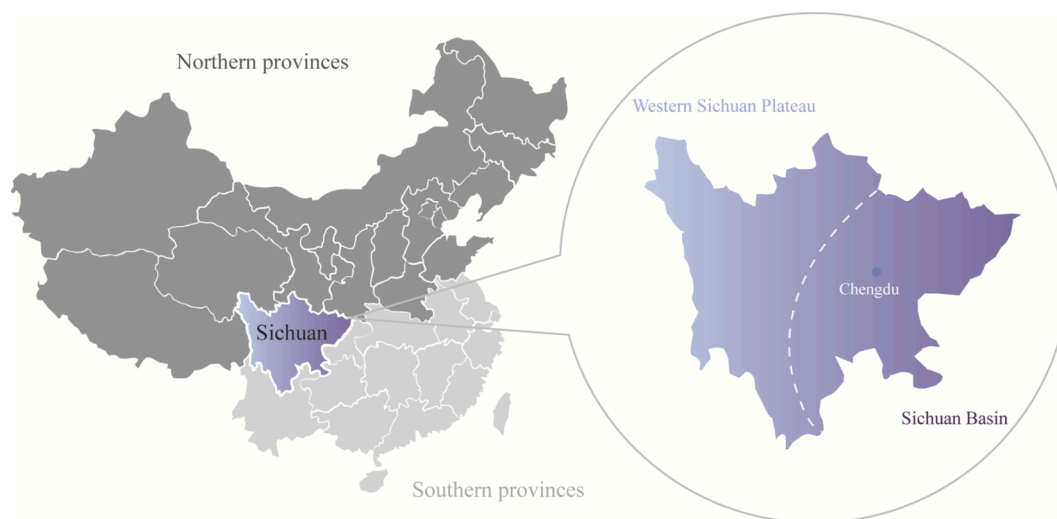 Northern provinces
Sichuan
Southern provinces
Western Sichuan Plateau
Chengdu
Sichuan Basin